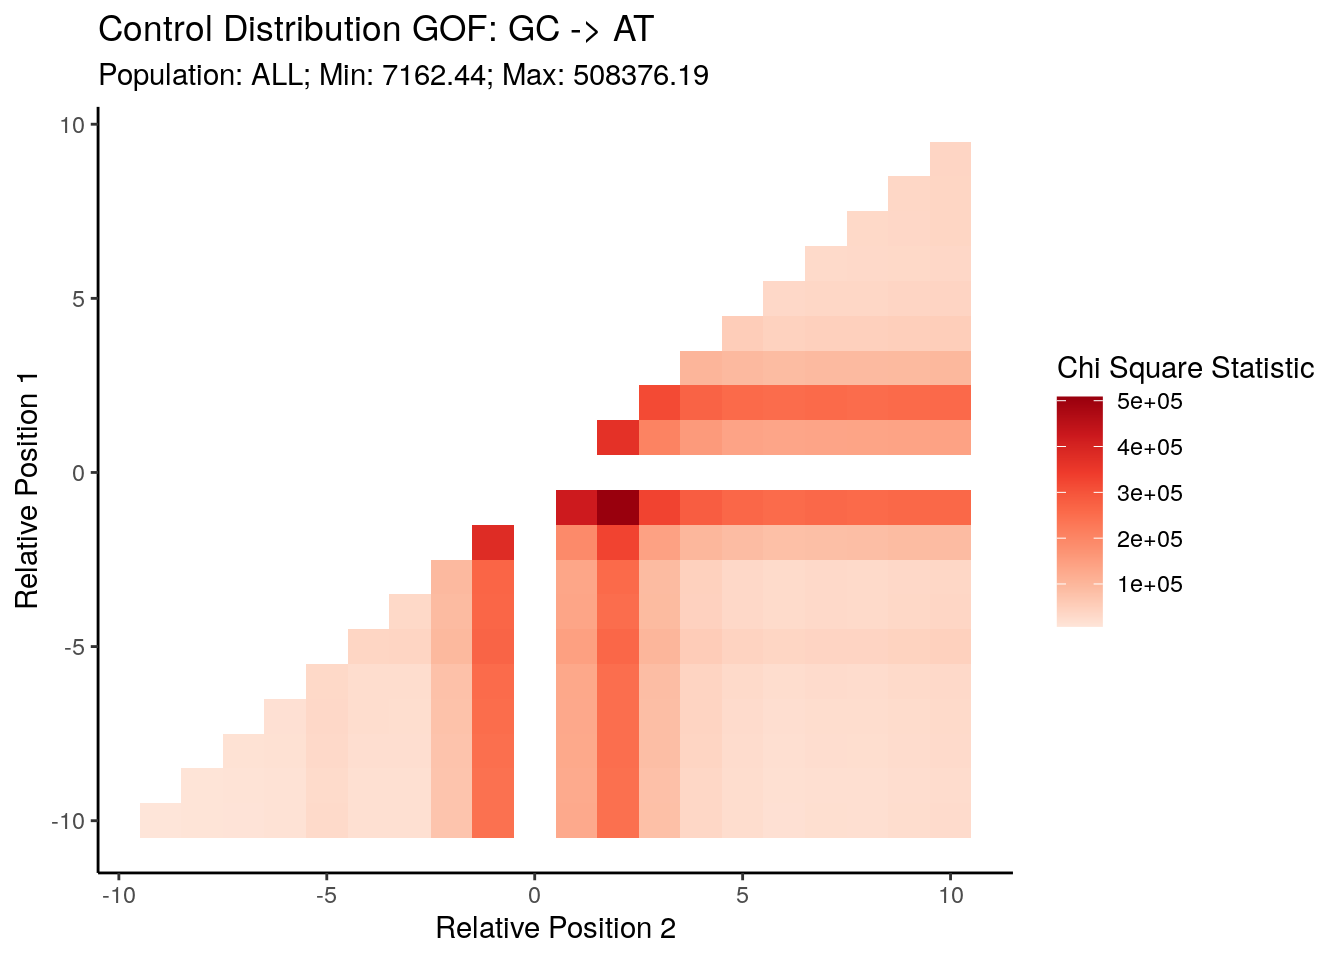 Control Distribution GOF: GC -> AT
Population: ALL; Min: 7162.44; Max: 508376.19
10
5
0
-5
-10
Relative Position 1
-10
-5
0
5
10
Relative Position 2
Chi Square Statistic
5e+05
4e+05
3e+05
2e+05
1e+05